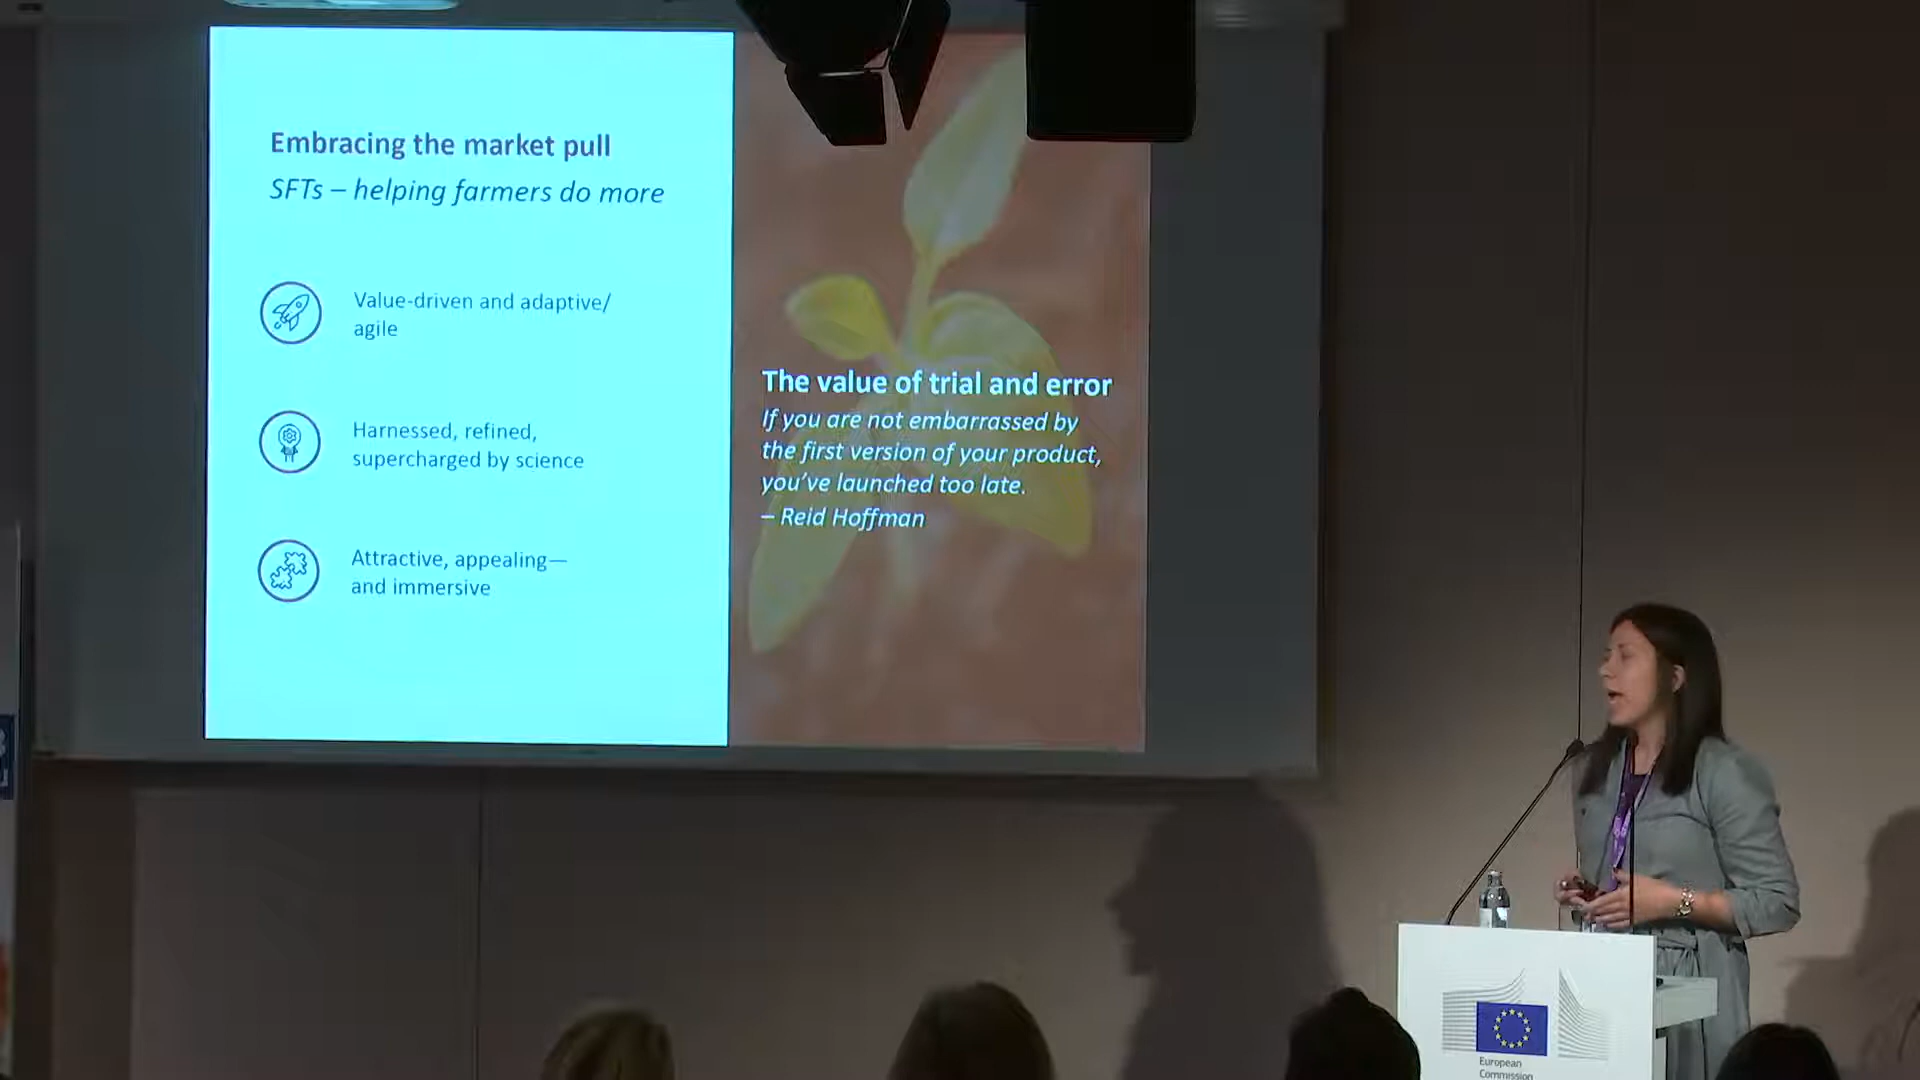 Embracing the market pull
SFTs – helping farmers do more
Value-driven and adaptive/
agile
Harnessed, refined,
supercharged by science
Attractive, appealing—
and immersive
The value of trial and error
If you are not embarrassed by
the first version of your product,
you've launched too late.
– Reid Hoffman
European
Commission